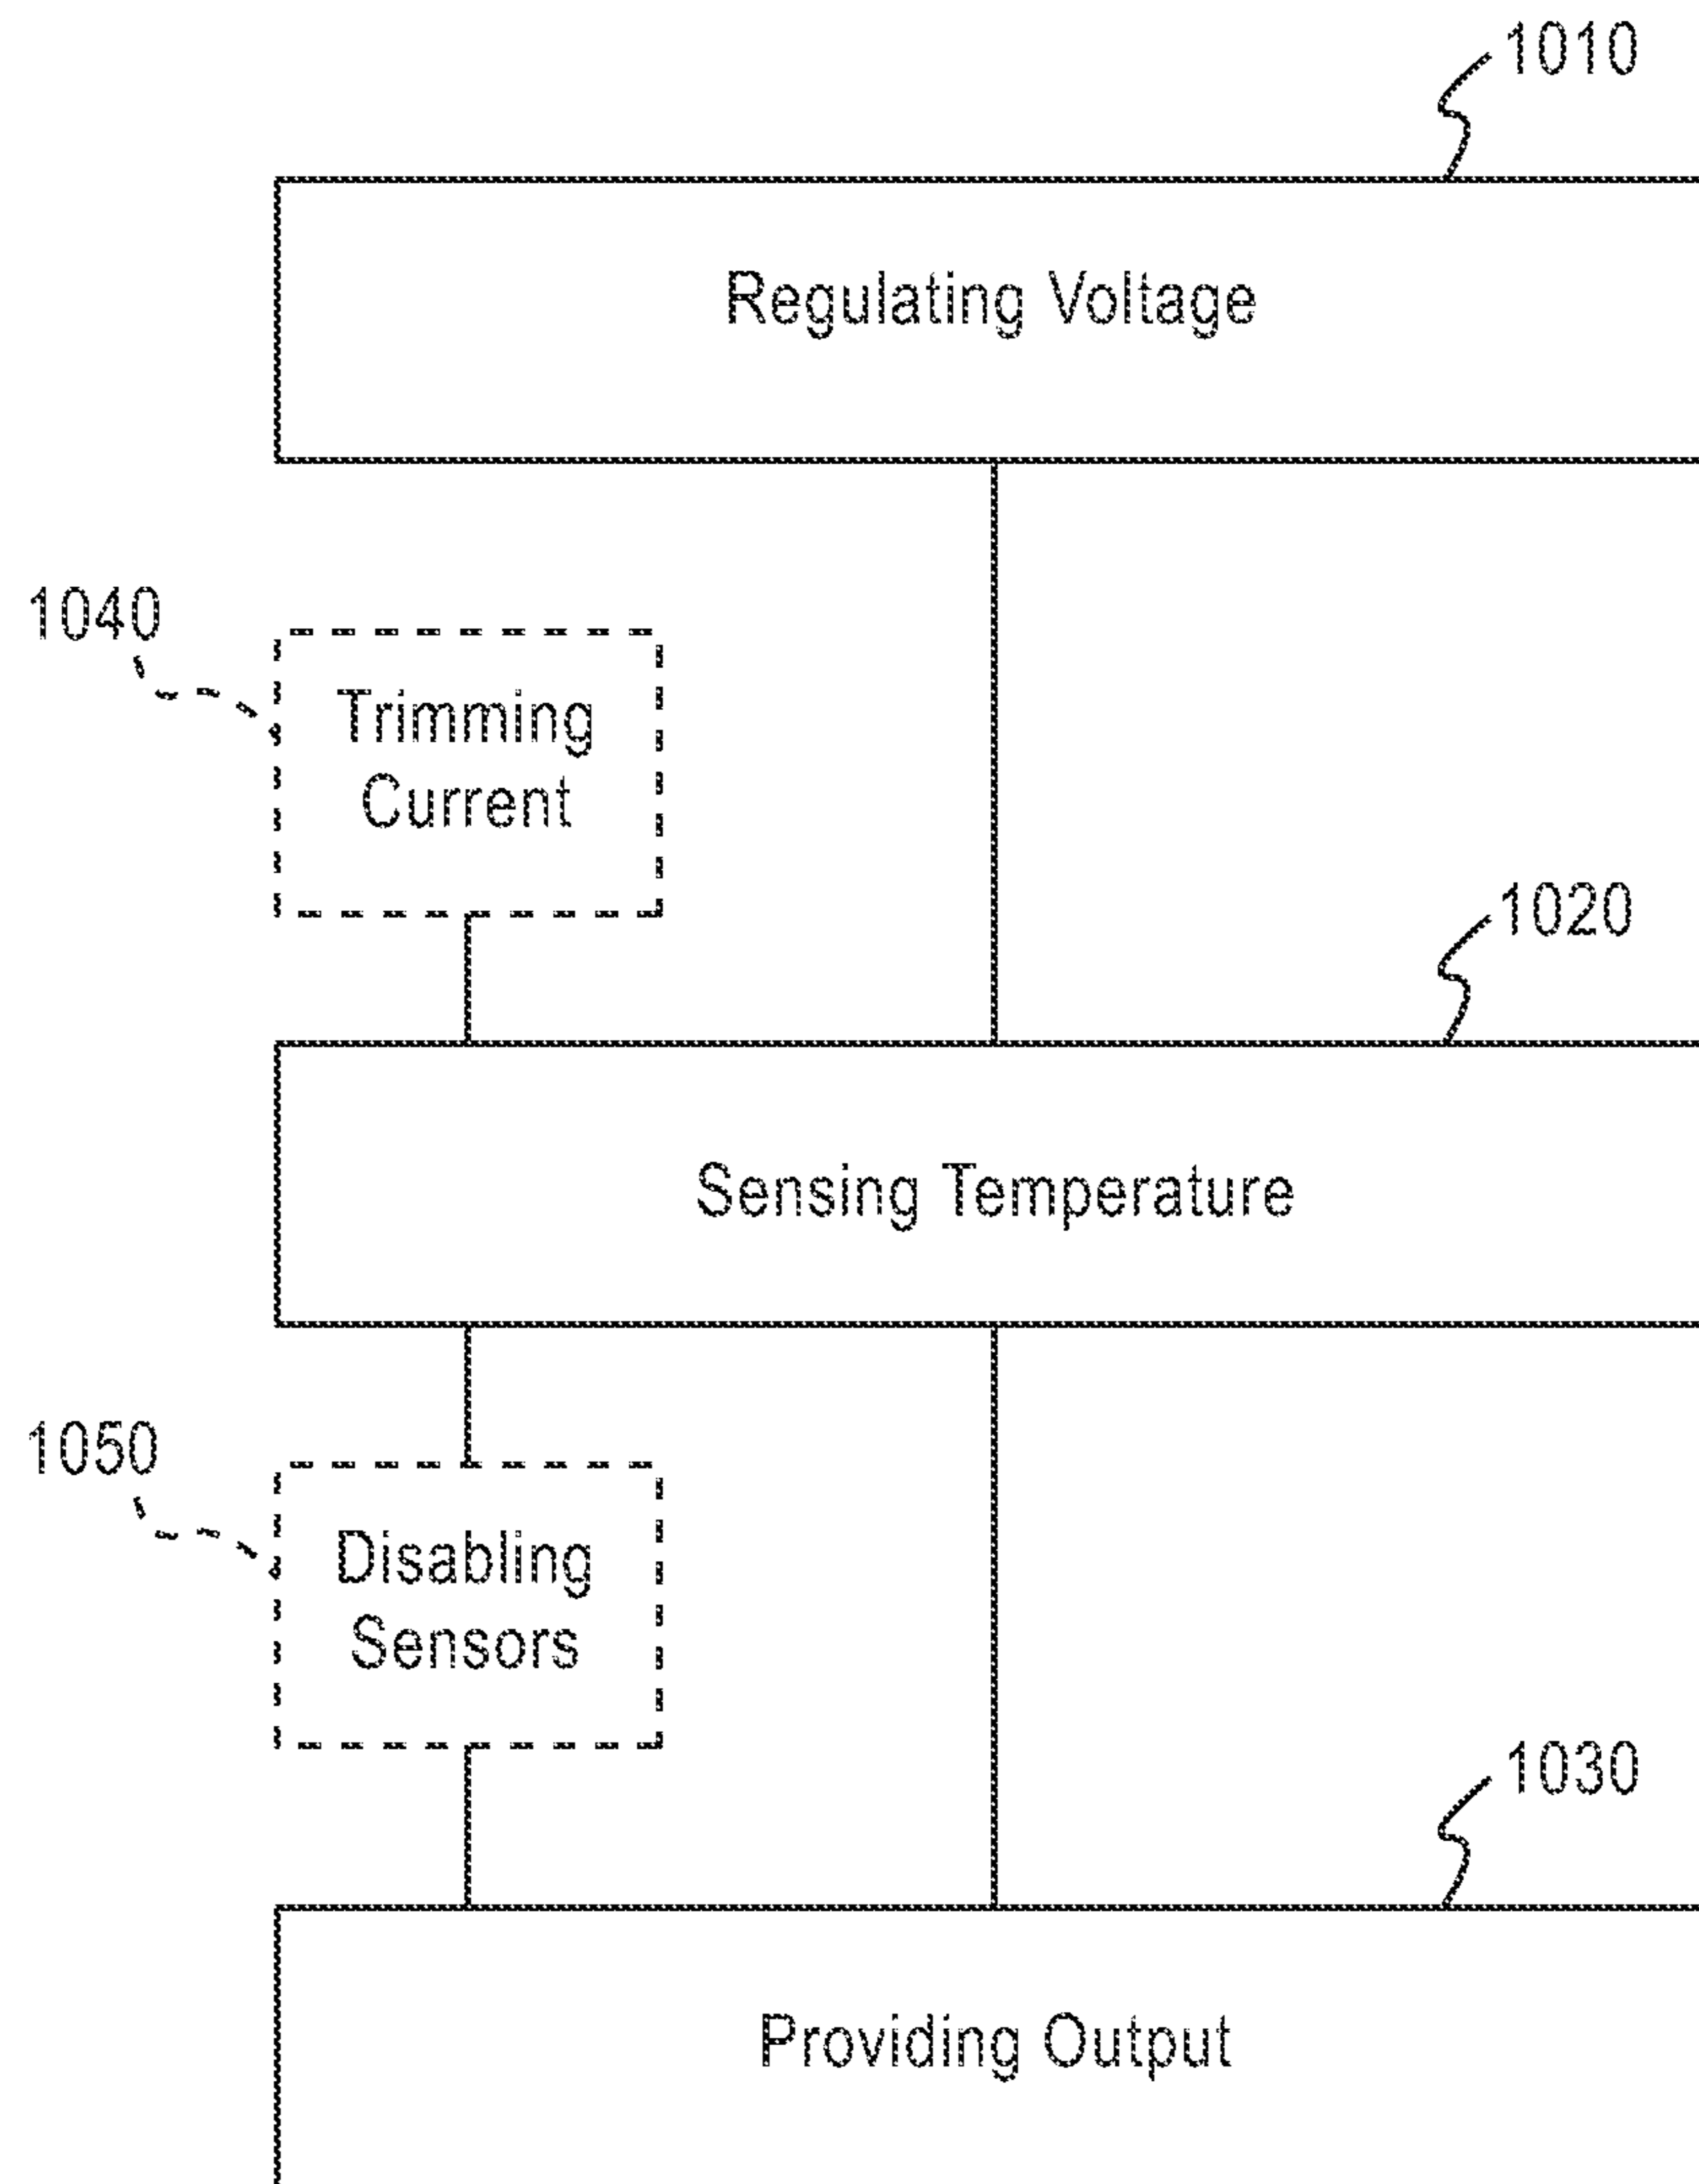 1010
Regulating Voltage
1040
Trimming
Current
1020
Sensing Temperature
1050
Disabling
Sensors
1030
Providing Output